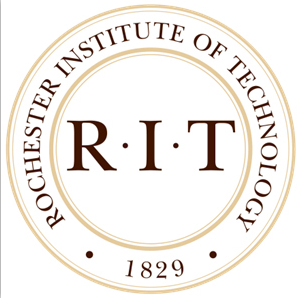 ROCHESTER INSTITUTE OF TECHNOLOGY
R·I·T
· 1829 ·